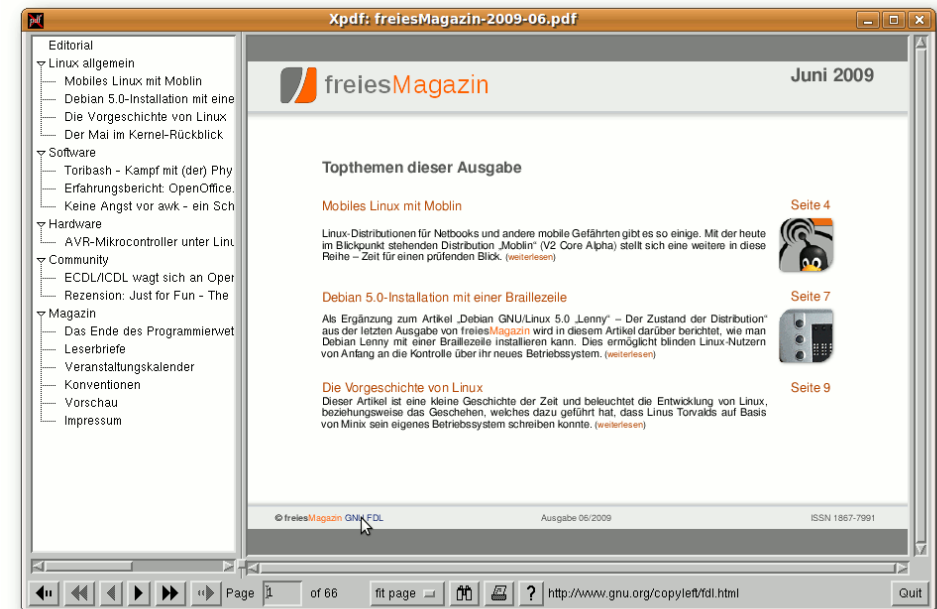 Xpdf: freiesMagazin-2009-06.pdf
Editorial
Linux allgemein
Mobiles Linux mit Moblin
Debian 5.0-Installation mit eine
Die Vorgeschichte von Linux
Der Mai im Kernel-Rückblick
Software
Toribash - Kampf mit (der) Phy
Erfahrungsbericht: OpenOffice.
Keine Angst vor awk - ein Sch
Hardware
AVR-Mikrocontroller unter Linu
Community
ECDL/ICDL wagt sich an Oper
Rezension: Just for Fun - The
Magazin
Das Ende des Programmierwet
Leserbriefe
Veranstaltungskalender
Konventionen
Vorschau
Impressum
freiesMagazin
Juni 2009
Topthemen dieser Ausgabe
Mobiles Linux mit Moblin
Seite 4
Linux-Distributionen für Netbooks und andere mobile Gefährten gibt es so einige. Mit der heute
im Blickpunkt stehenden Distribution „Moblin“ (V2 Core Alpha) stellt sich eine weitere in diese
Reihe – Zeit für einen prüfenden Blick. (weiterlesen)
Debian 5.0-Installation mit einer Braillezeile
Seite 7
Als Ergänzung zum Artikel „Debian GNU/Linux 5.0 „Lenny“ – Der Zustand der Distribution“
aus der letzten Ausgabe von freiesMagazin wird in diesem Artikel darüber berichtet, wie man
Debian Lenny mit einer Braillezeile installieren kann. Dies ermöglicht blinden Linux-Nutzern
von Anfang an die Kontrolle über ihr neues Betriebssystem. (weiterlesen)
Die Vorgeschichte von Linux
Seite 9
Dieser Artikel ist eine kleine Geschichte der Zeit und beleuchtet die Entwicklung von Linux,
beziehungsweise das Geschehen, welches dazu geführt hat, dass Linus Torvalds auf Basis
von Minix sein eigenes Betriebssystem schreiben konnte. (weiterlesen)
© freiesMagazin GNU FDL
Ausgabe 06/2009
ISSN 1867-7991
Page 1 of 66
fit page
?
http://www.gnu.org/copyleft/fdl.html
Quit